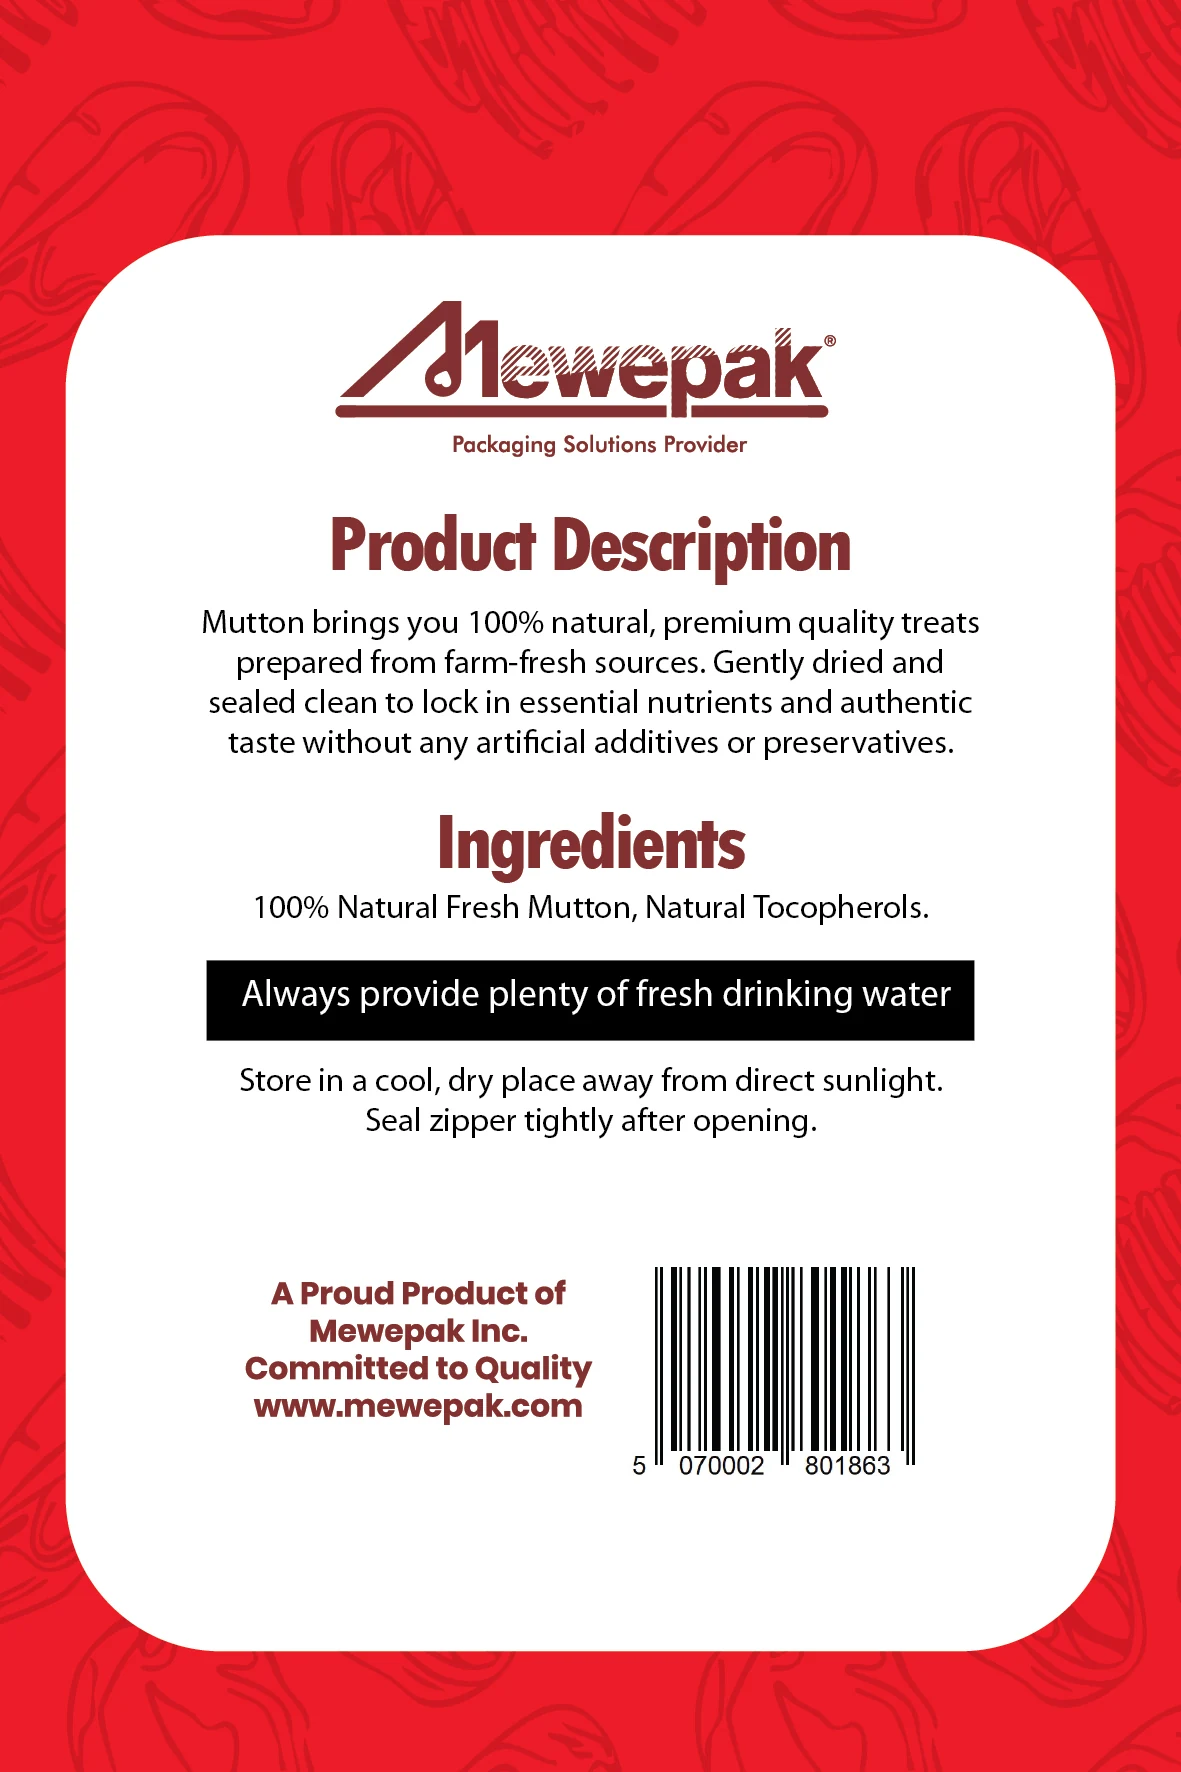 Mewepak®
Packaging Solutions Provider
Product Description
Mutton brings you 100% natural, premium quality treats
prepared from farm-fresh sources. Gently dried and
sealed clean to lock in essential nutrients and authentic
taste without any artificial additives or preservatives.
Ingredients
100% Natural Fresh Mutton, Natural Tocopherols.
Always provide plenty of fresh drinking water
Store in a cool, dry place away from direct sunlight.
Seal zipper tightly after opening.
A Proud Product of
Mewepak Inc.
Committed to Quality
www.mewepak.com
5 070002 801863